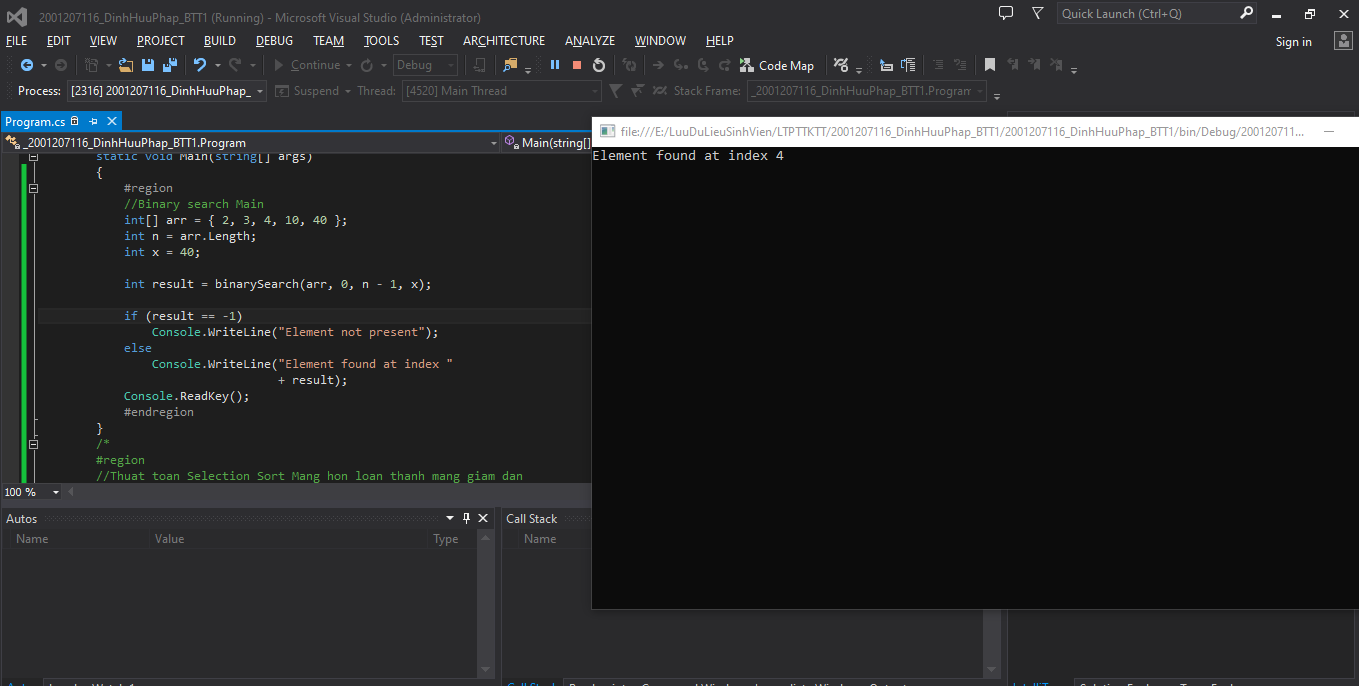 2001207116_DinhHuuPhap_BTT1 (Running) - Microsoft Visual Studio (Administrator)
Quick Launch (Ctrl+Q)
FILE EDIT VIEW PROJECT BUILD DEBUG TEAM TOOLS TEST ARCHITECTURE ANALYZE WINDOW HELP
Sign in
Continue Debug Code Map
Process: [2316] 2001207116_DinhHuuPhap_ Suspend Thread: [4520] Main Thread Stack Frame: _2001207116_DinhHuuPhap_BTT1.Program
Program.cs
_2001207116_DinhHuuPhap_BTT1.Program Main(string[]
static void Main(string[] args)
{
#region
//Binary search Main
int[] arr = { 2, 3, 4, 10, 40 };
int n = arr.Length;
int x = 40;
int result = binarySearch(arr, 0, n - 1, x);
if (result == -1)
Console.WriteLine("Element not present");
else
Console.WriteLine("Element found at index "
+ result);
Console.ReadKey();
#endregion
}
/*
#region
//Thuat toan Selection Sort Mang hon loan thanh mang giam dan
100 %
file:///E:/LuuDuLieuSinhVien/LTPTTKTT/2001207116_DinhHuuPhap_BTT1/2001207116_DinhHuuPhap_BTT1/bin/Debug/200120711...
Element found at index 4
Autos
Name Value Type
Call Stack
Name